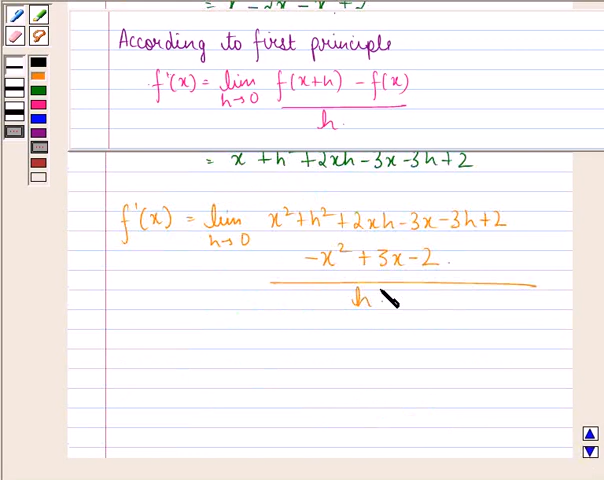 According to first principle
f'(x) = lim f(x+h) - f(x)
h→0
h.
= x + h² + 2xh - 3x - 3h + 2
f'(x) = lim x² + h² + 2xh - 3x - 3h + 2
h→0
- x² + 3x - 2.
h.